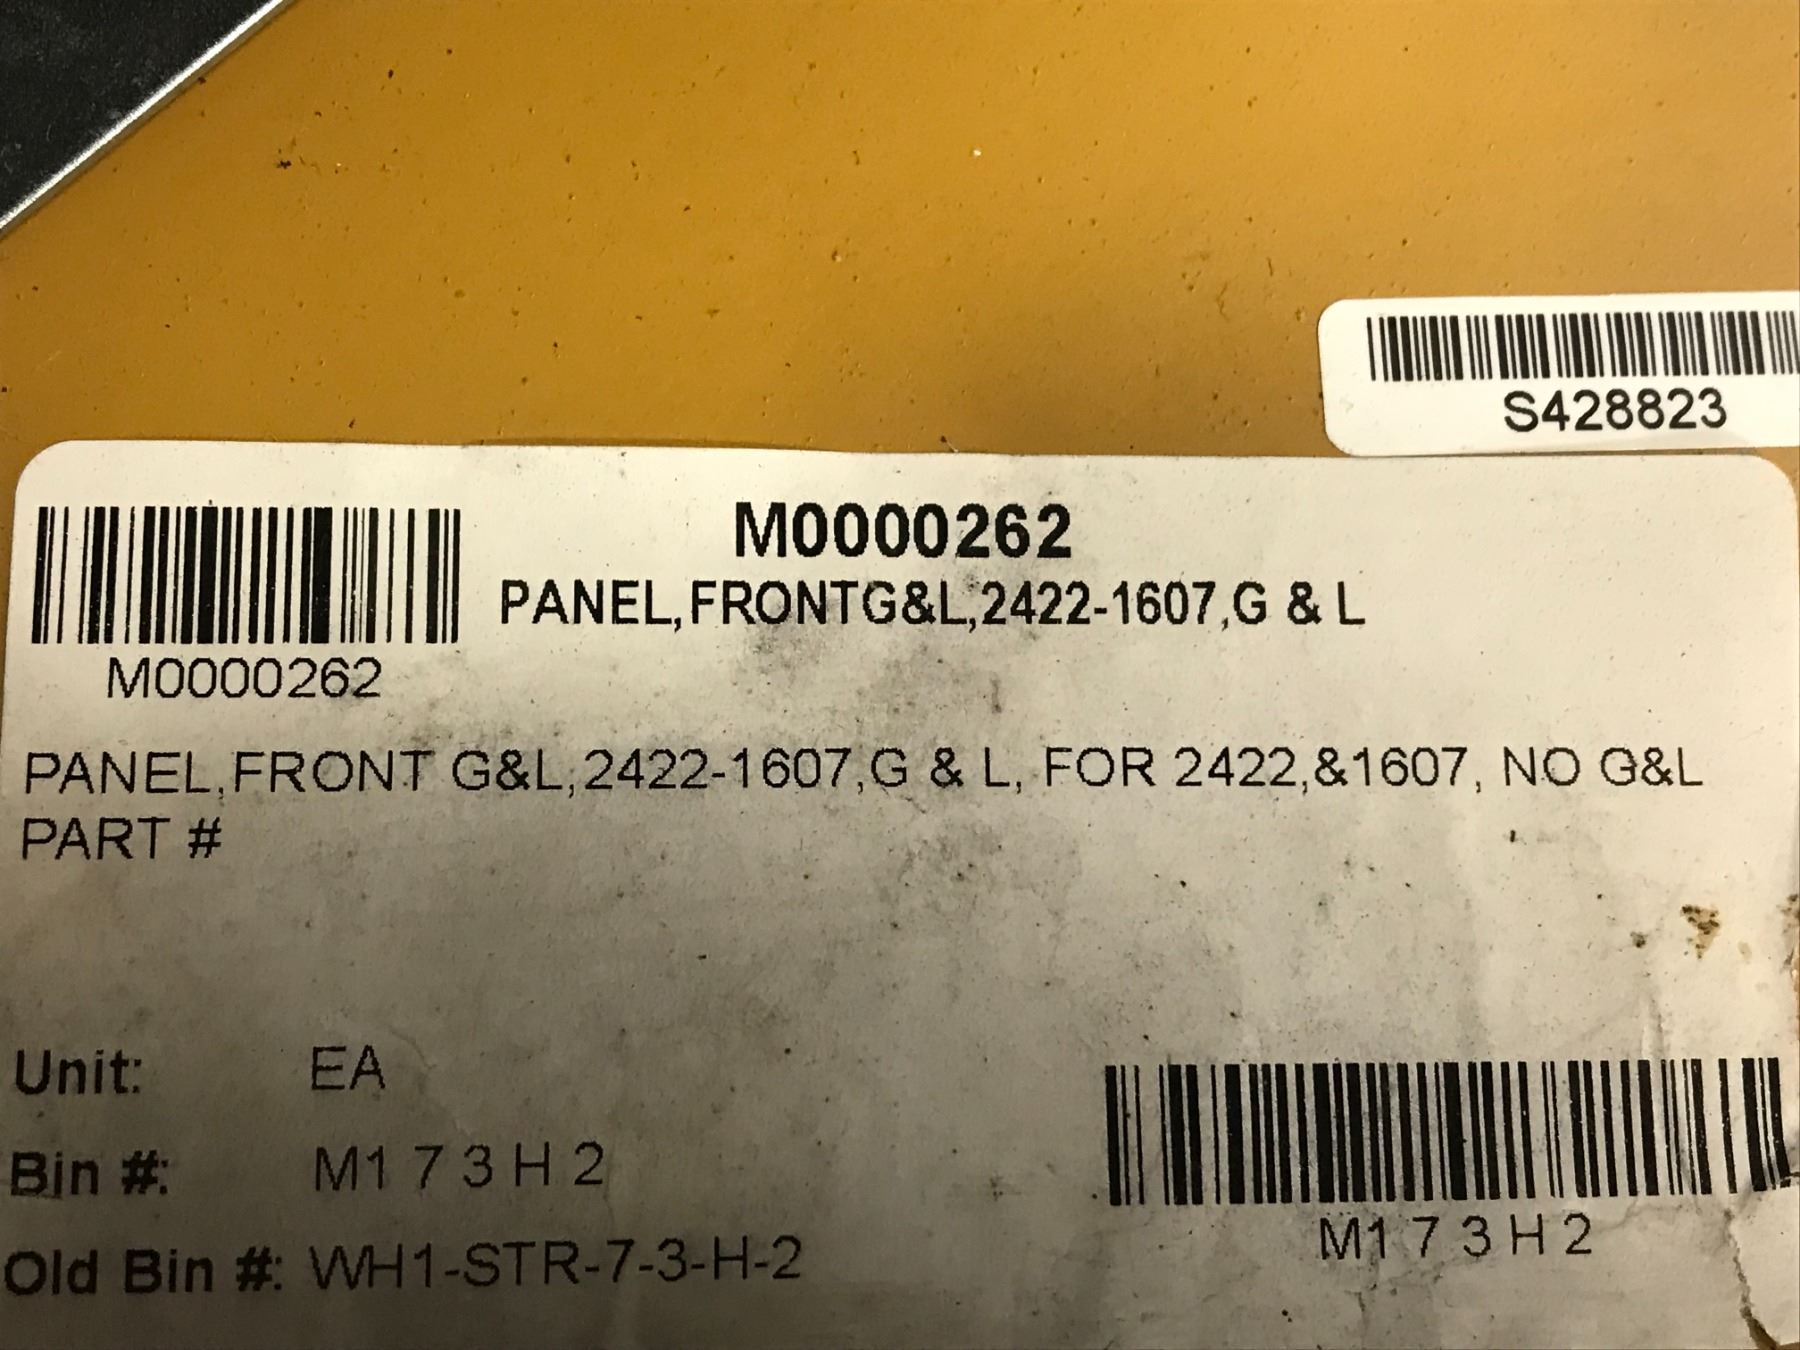 S428823
M0000262
PANEL,FRONTG&L,2422-1607,G & L
M0000262
PANEL,FRONT G&L,2422-1607,G & L, FOR 2422,&1607, NO G&L
PART #
Unit: EA
Bin #: M1 7 3 H 2
M1 7 3 H 2
Old Bin #: WH1-STR-7-3-H-2